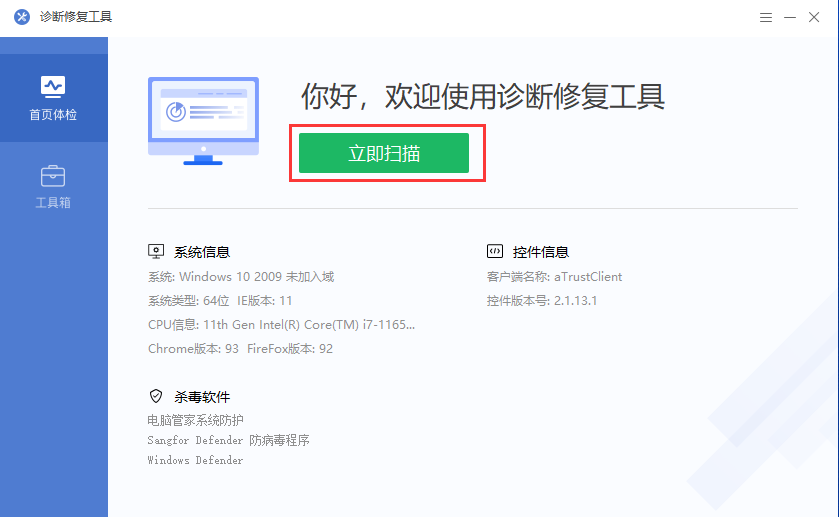 诊断修复工具
首页体检
工具箱
你好，欢迎使用诊断修复工具
立即扫描
系统信息
系统: Windows 10 2009 未加入域
系统类型: 64位 IE版本: 11
CPU信息: 11th Gen Intel(R) Core(TM) i7-1165...
Chrome版本: 93 FireFox版本: 92
控件信息
客户端名称: aTrustClient
控件版本号: 2.1.13.1
杀毒软件
电脑管家系统防护
Sangfor Defender 防病毒程序
Windows Defender